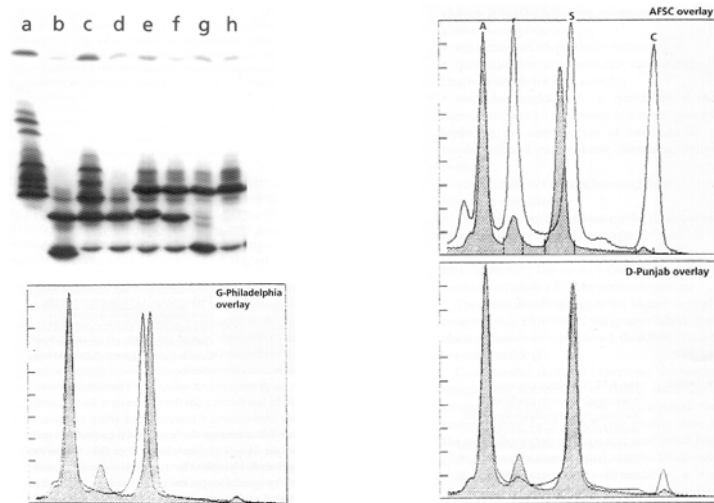 a b c d e f g h
AFSC overlay
A S C
G-Philadelphia
overlay
D-Punjab overlay